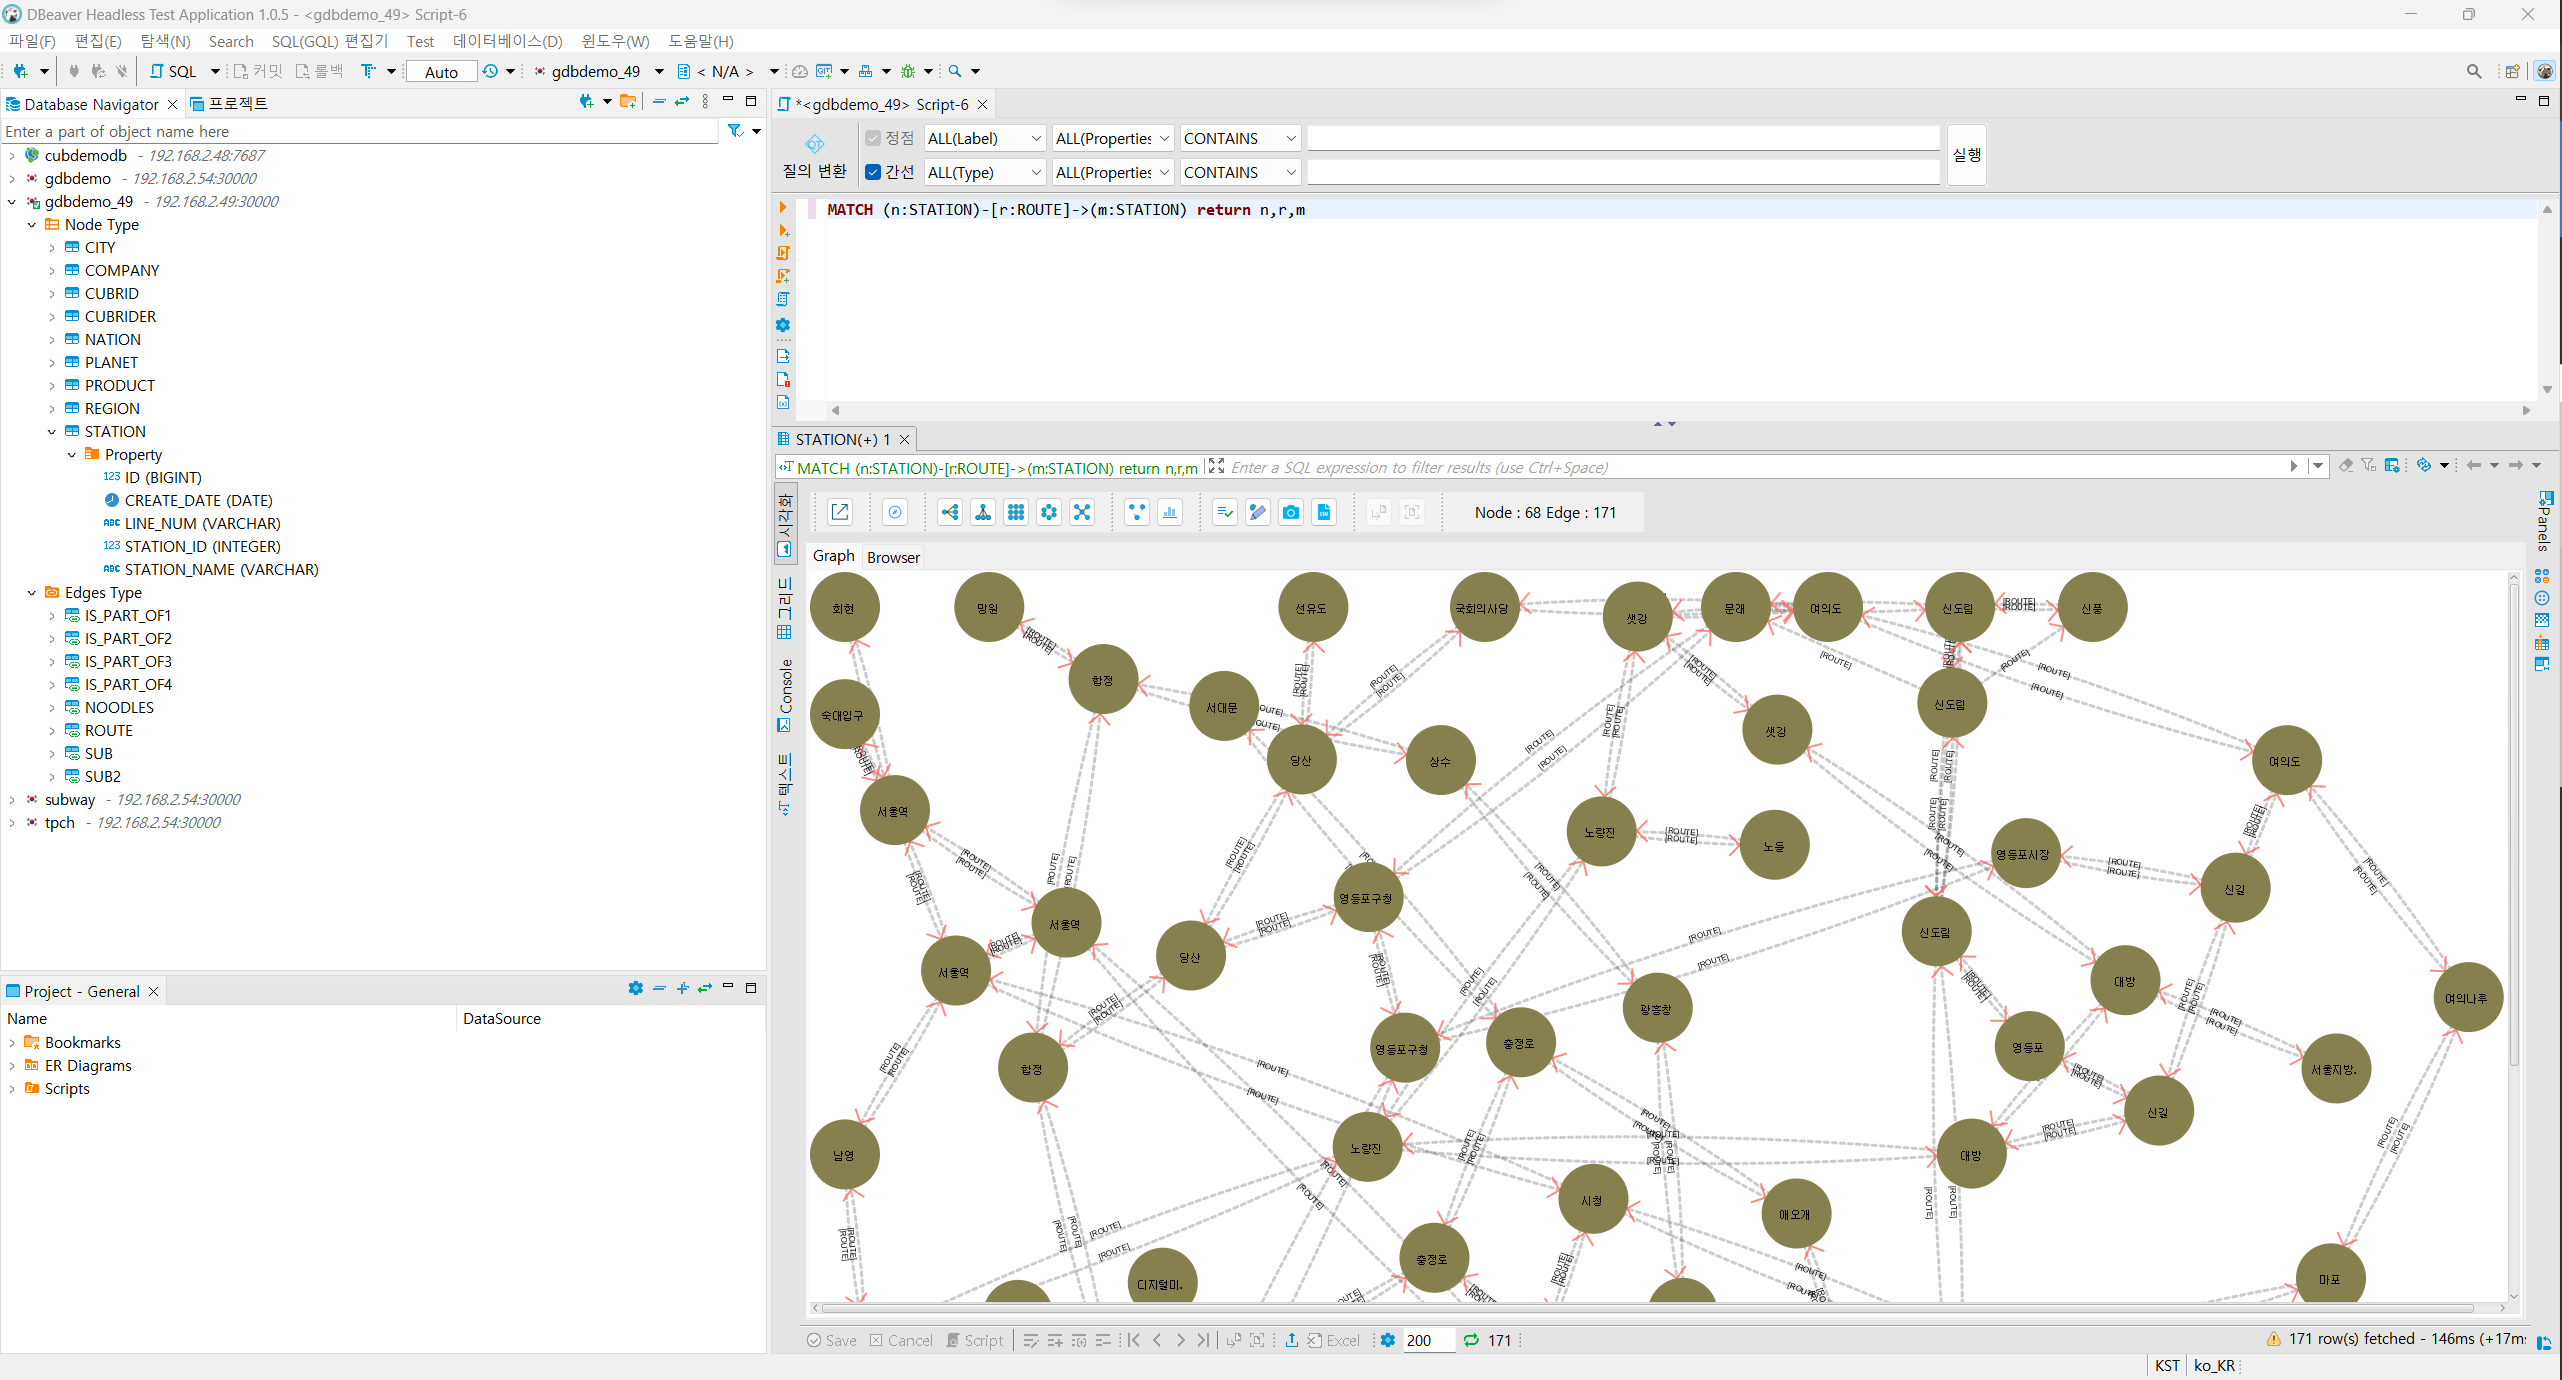 DBeaver Headless Test Application 1.0.5 - <gdbdemo_49> Script-6
파일(F) 편집(E) 탐색(N) Search SQL(GQL) 편집기 Test 데이터베이스(D) 윈도우(W) 도움말(H)
SQL 커밋 롤백 Auto gdbdemo_49 < N/A >
Database Navigator 프로젝트
Enter a part of object name here
cubdemodb - 192.168.2.48:7687
gdbdemo - 192.168.2.54:30000
gdbdemo_49 - 192.168.2.49:30000
Node Type
CITY
COMPANY
CUBRID
CUBRIDER
NATION
PLANET
PRODUCT
REGION
STATION
Property
123 ID (BIGINT)
CREATE_DATE (DATE)
ABC LINE_NUM (VARCHAR)
123 STATION_ID (INTEGER)
ABC STATION_NAME (VARCHAR)
Edges Type
IS_PART_OF1
IS_PART_OF2
IS_PART_OF3
IS_PART_OF4
NOODLES
ROUTE
SUB
SUB2
subway - 192.168.2.54:30000
tpch - 192.168.2.54:30000
Project - General
Name DataSource
Bookmarks
ER Diagrams
Scripts
*<gdbdemo_49> Script-6
질의 변환
정점 ALL(Label) ALL(Properties CONTAINS
간선 ALL(Type) ALL(Properties CONTAINS
실행
MATCH (n:STATION)-[r:ROUTE]->(m:STATION) return n,r,m
STATION(+) 1
MATCH (n:STATION)-[r:ROUTE]->(m:STATION) return n,r,m Enter a SQL expression to filter results (use Ctrl+Space)
시각화
그리드
Console
텍스트
Panels
Node : 68 Edge : 171
Graph Browser
회현 망원 선유도 국회의사당 샛강 문래 여의도 신도림 신풍
합정 서대문 숙대입구 신도림
당산 상수 샛강 여의도
서울역 노량진 노들 영등포시장 신길
영등포구청 서울역 신도림
당산 서울역 대방 여의나루
광흥창 영등포구청 충정로 영등포
합정 서울지방.
신길
남영 노량진 대방
시청 애오개
충정로 디지털미. 마포
[ROUTE]
Save Cancel Script Excel 200 171
171 row(s) fetched - 146ms (+17ms
KST ko_KR